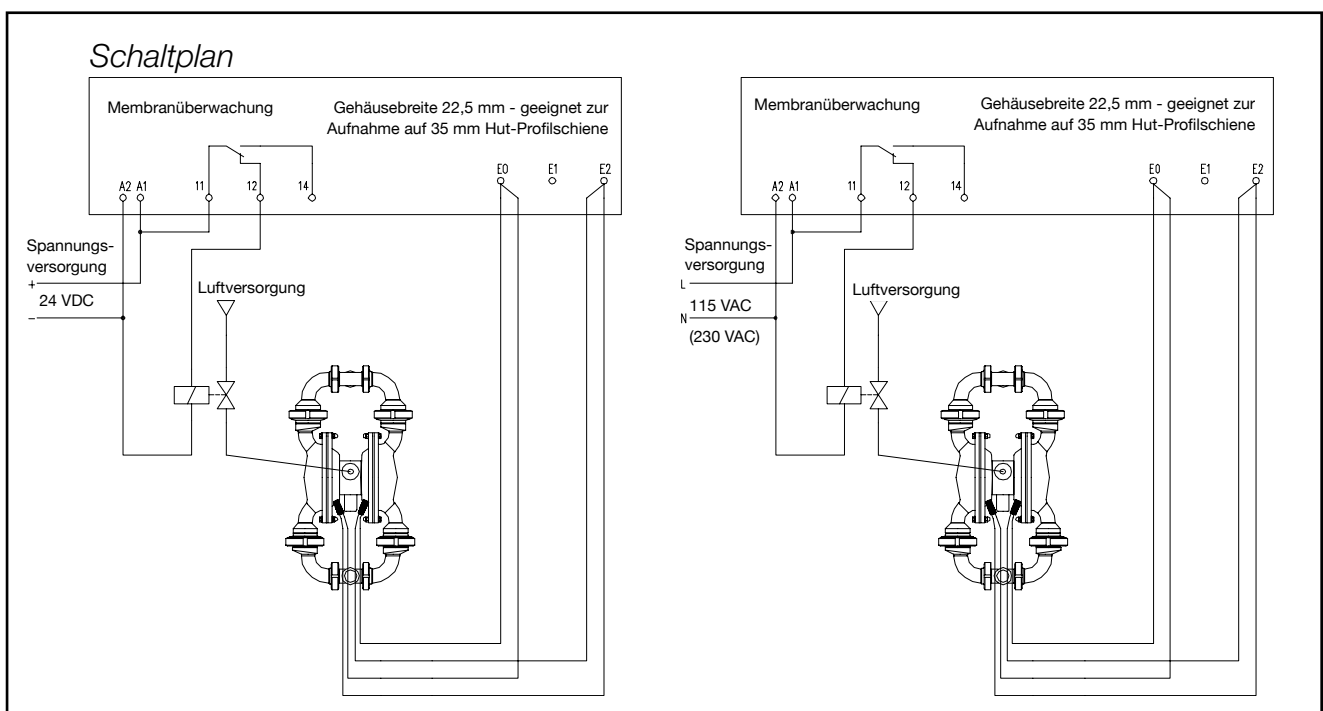 Schaltplan
Membranüberwachung
Gehäusebreite 22,5 mm - geeignet zur
Aufnahme auf 35 mm Hut-Profilschiene
A2 A1 11 12 14 E0 E1 E2
Spannungs-
versorgung
+
24 VDC
–
Luftversorgung
Membranüberwachung
Gehäusebreite 22,5 mm - geeignet zur
Aufnahme auf 35 mm Hut-Profilschiene
A2 A1 11 12 14 E0 E1 E2
Spannungs-
versorgung
L
115 VAC
N
(230 VAC)
Luftversorgung